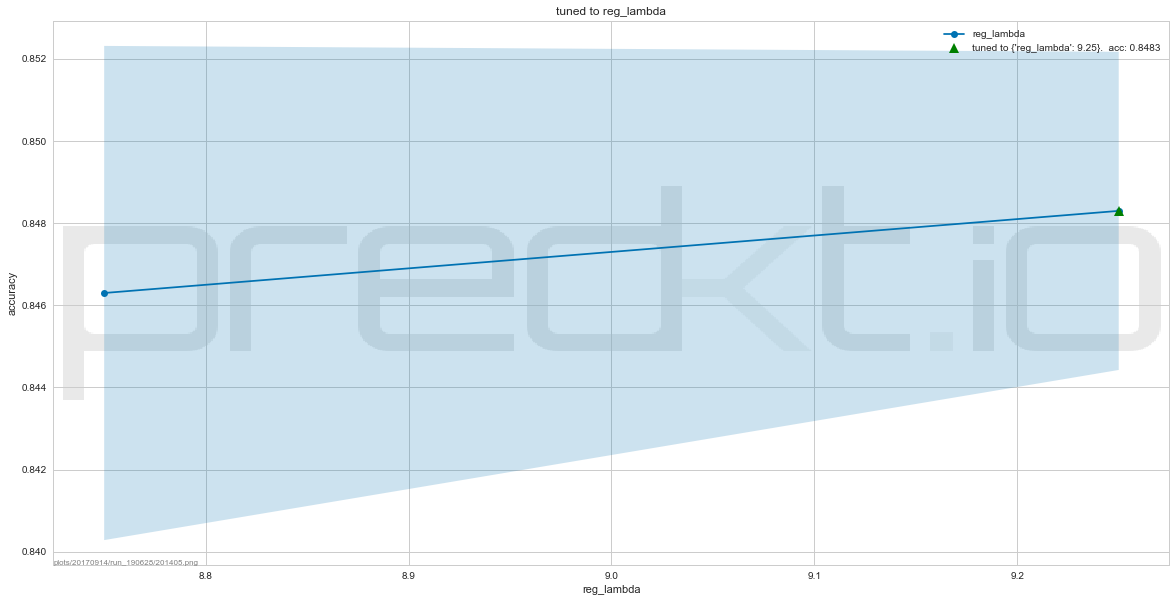 tuned to reg_lambda
reg_lambda
tuned to {'reg_lambda': 9.25}.  acc: 0.8483
0.852
0.850
0.848
0.846
0.844
0.842
0.840
accuracy
preckt.io
plots/20170914/run_190628/201405.png
8.8
8.9
9.0
9.1
9.2
reg_lambda